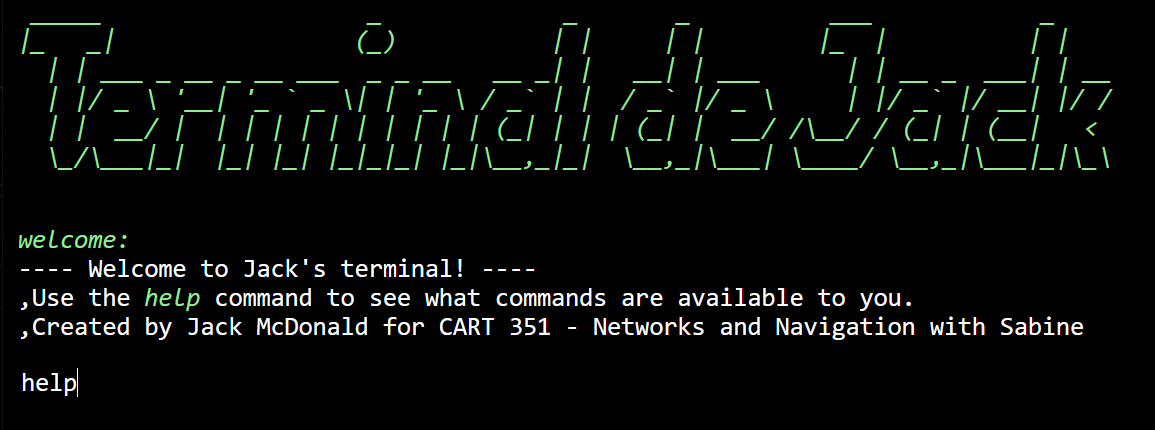 Terminal de Jack
welcome:
---- Welcome to Jack's terminal! ----
,Use the help command to see what commands are available to you.
,Created by Jack McDonald for CART 351 - Networks and Navigation with Sabine
help